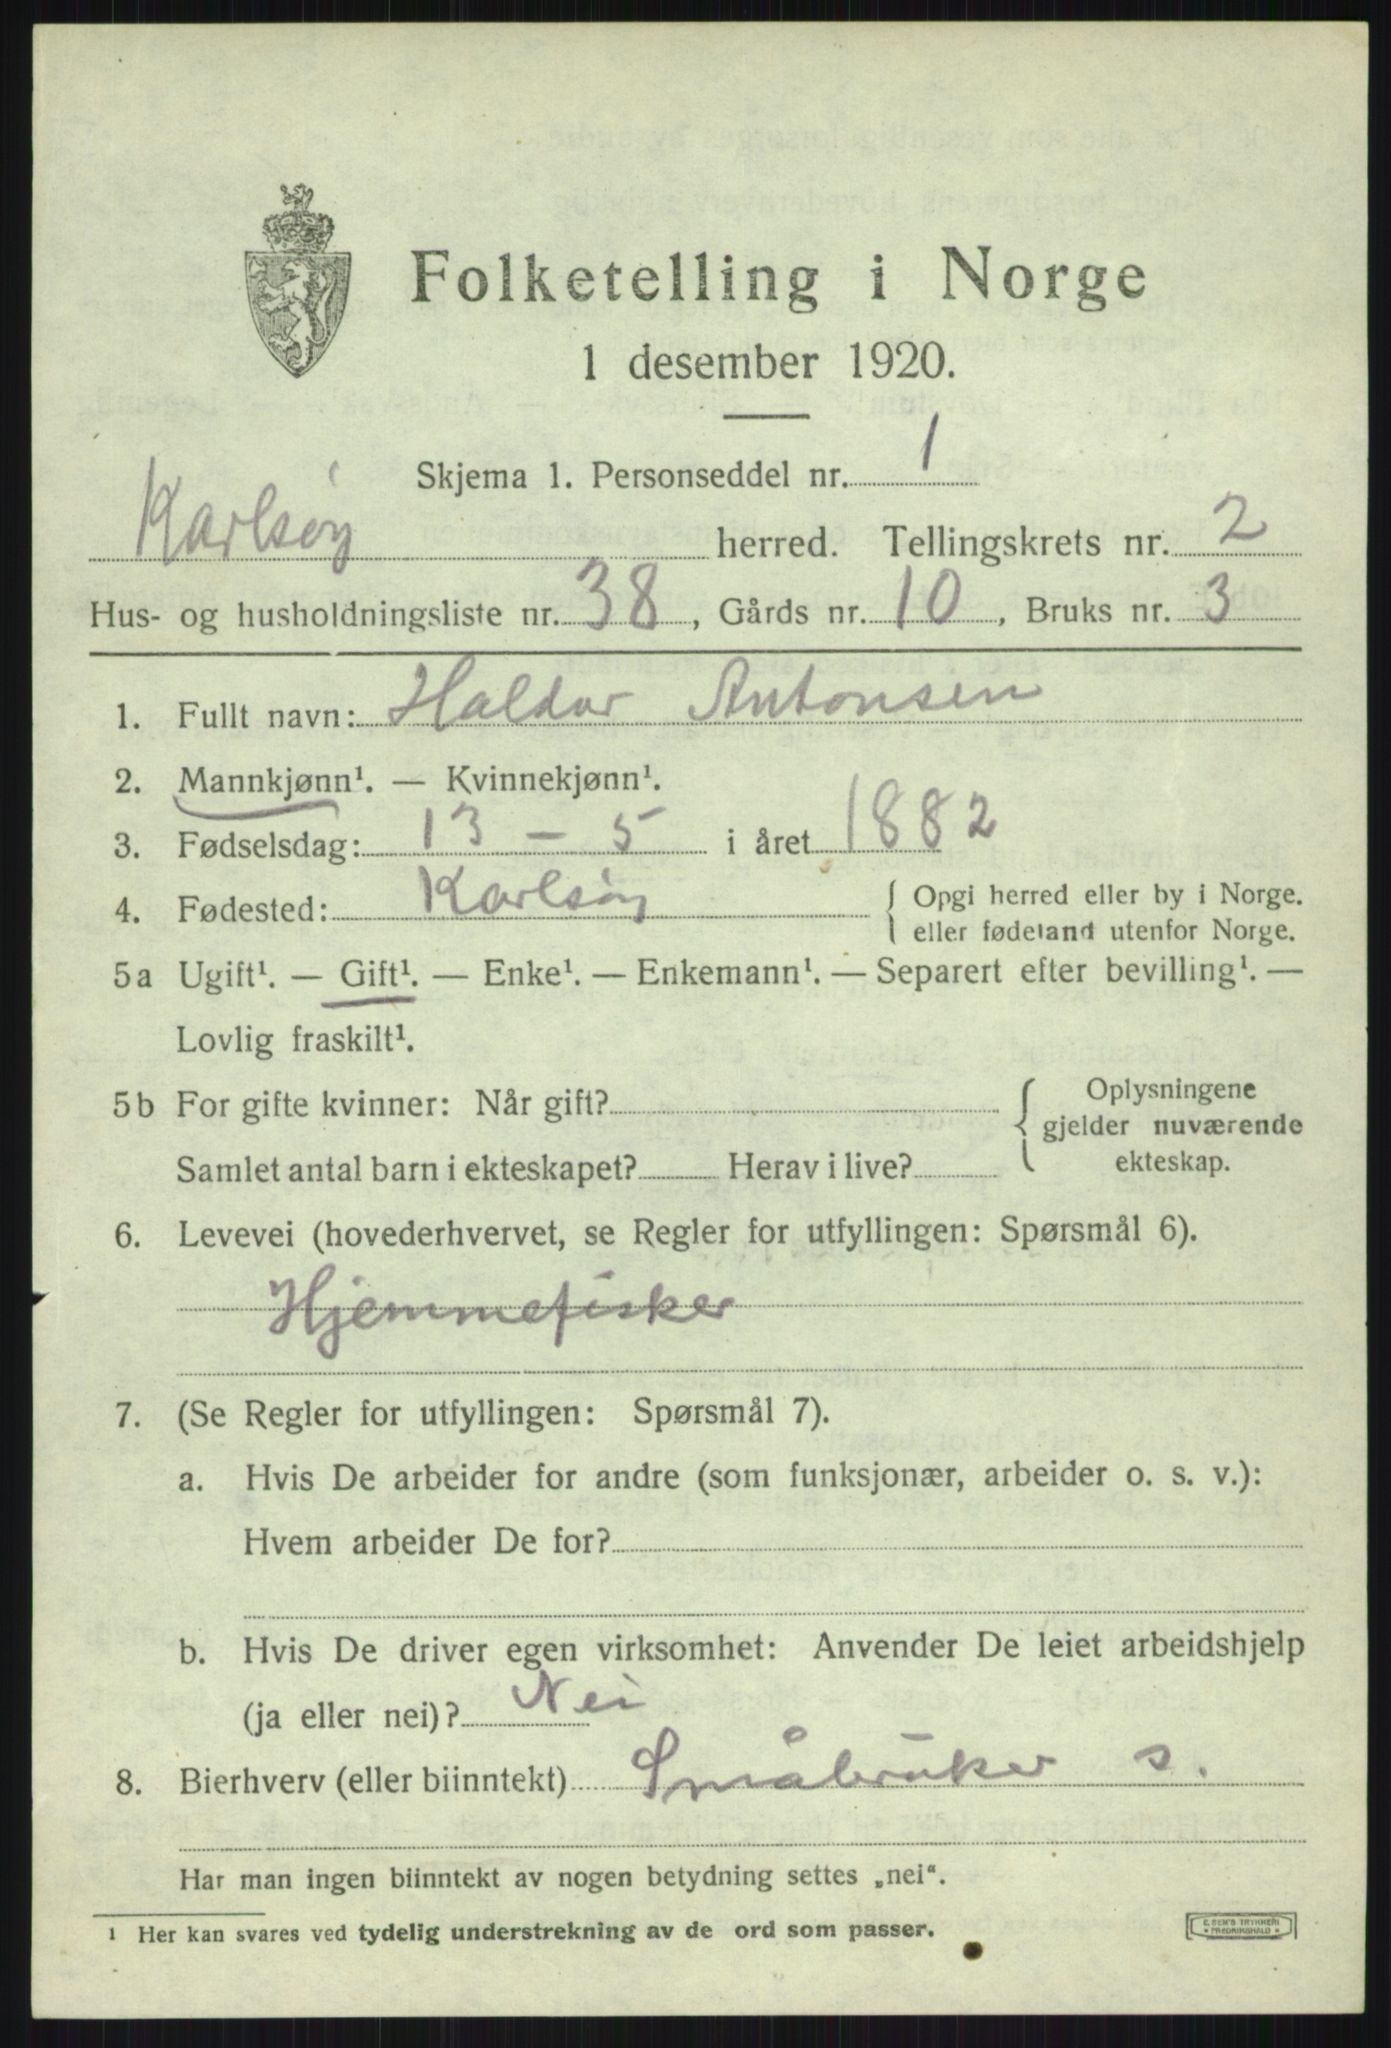 Folketelling i Norge
1 desember 1920.
Skjema 1. Personseddel nr. 1
Karlsøy herred. Tellingskrets nr. 2
Hus- og husholdningsliste nr. 38, Gårds nr. 10, Bruks nr. 3
1. Fullt navn: Haldor Antonsen
2. Mannkjønn¹. — Kvinnekjønn¹.
3. Fødselsdag: 13 - 5 i året 1882
4. Fødested: Karlsøy { Opgi herred eller by i Norge.
eller fødeland utenfor Norge.
5a Ugift¹. — Gift¹. — Enke¹. — Enkemann¹. — Separert efter bevilling¹. —
Lovlig fraskilt¹.
5b For gifte kvinner: Når gift? { Oplysningene
gjelder nuværende
Samlet antal barn i ekteskapet? Herav i live? ekteskap.
6. Levevei (hovederhvervet, se Regler for utfyllingen: Spørsmål 6).
Hjemmefisker
7. (Se Regler for utfyllingen: Spørsmål 7).
a. Hvis De arbeider for andre (som funksjonær, arbeider o. s. v.):
Hvem arbeider De for?
b. Hvis De driver egen virksomhet: Anvender De leiet arbeidshjelp
(ja eller nei)? Nei
8. Bierhverv (eller biinntekt) Småbruker s.
Har man ingen biinntekt av nogen betydning settes „nei“.
¹ Her kan svares ved tydelig understrekning av de ord som passer.
E. SEM'S TRYKKERI
• FREDRIKSHALD •